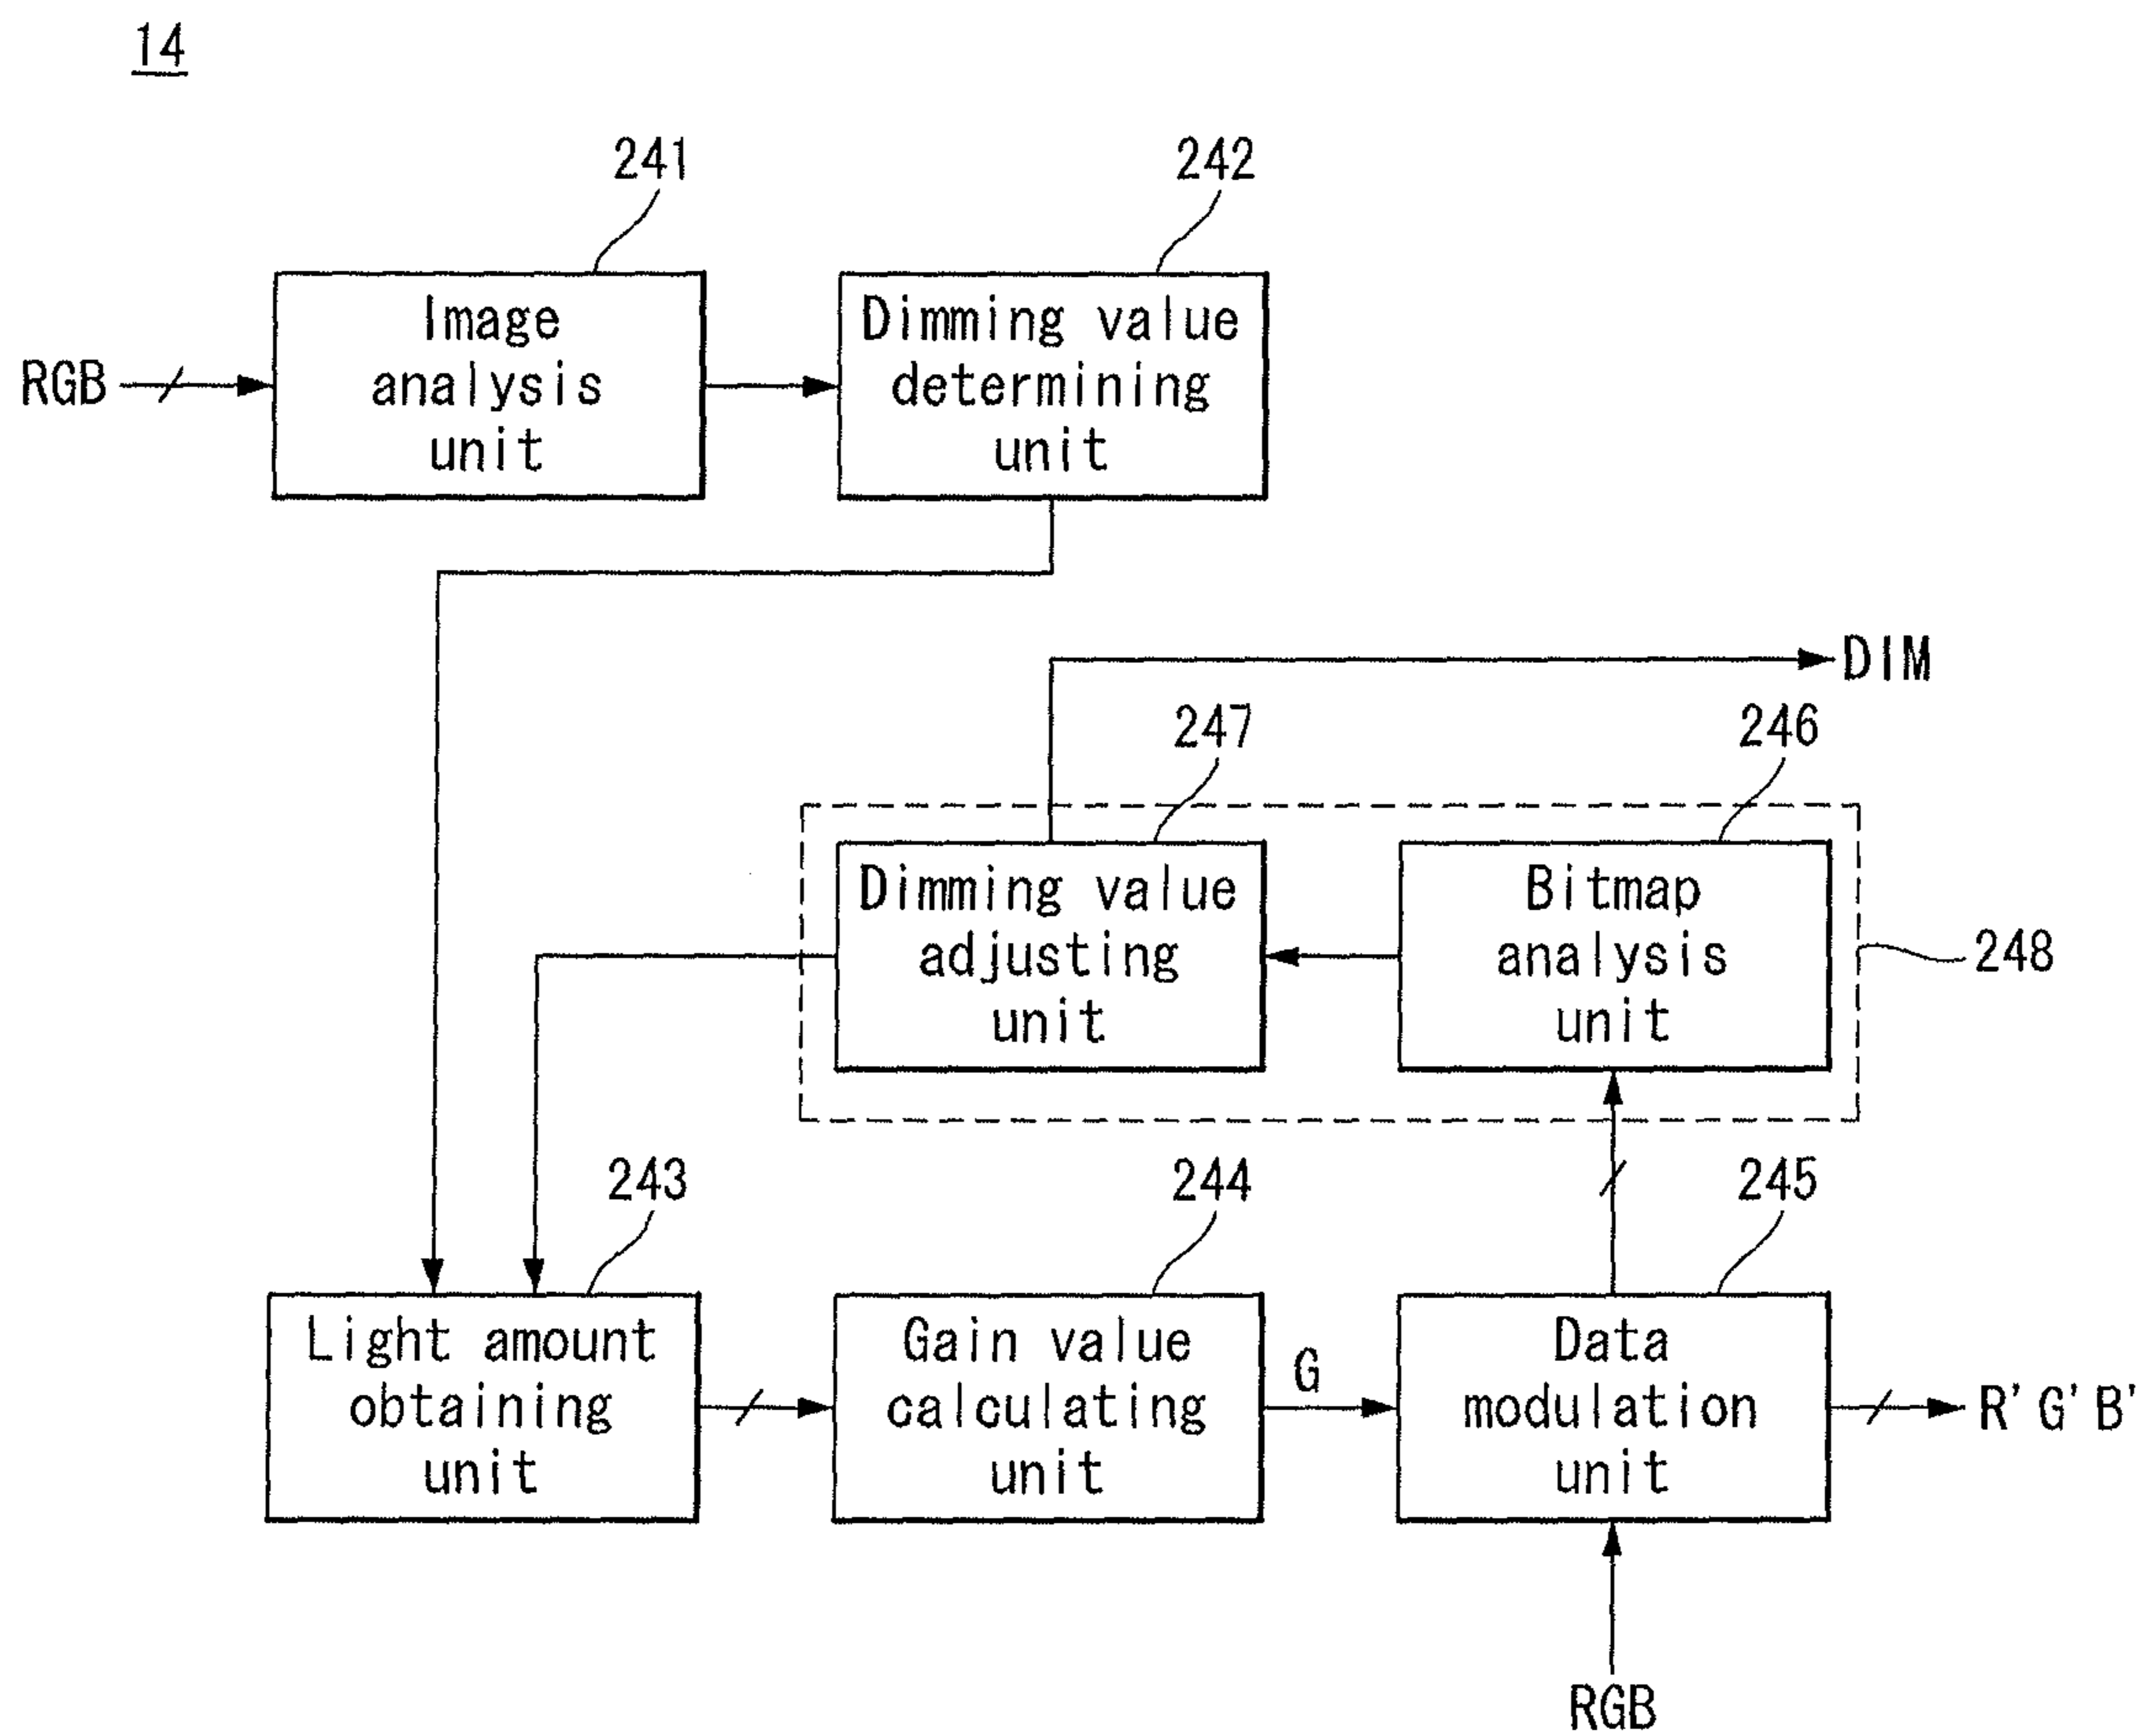 14
241
242
RGB
Image
analysis
unit
Dimming value
determining
unit
DIM
247
246
Dimming value
adjusting
unit
Bitmap
analysis
unit
248
243
244
245
Light amount
obtaining
unit
Gain value
calculating
unit
G
Data
modulation
unit
R'G'B'
RGB